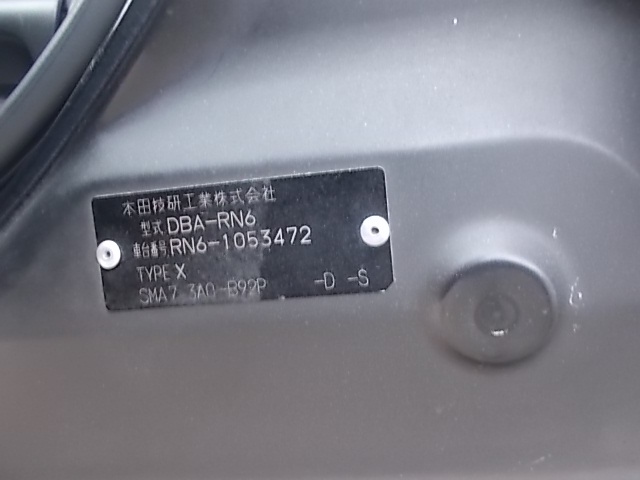 本田技研工業株式会社
型式 DBA-RN6
車台番号 RN6-1053472
TYPE X
SMA7 3A0-B92P -D -S